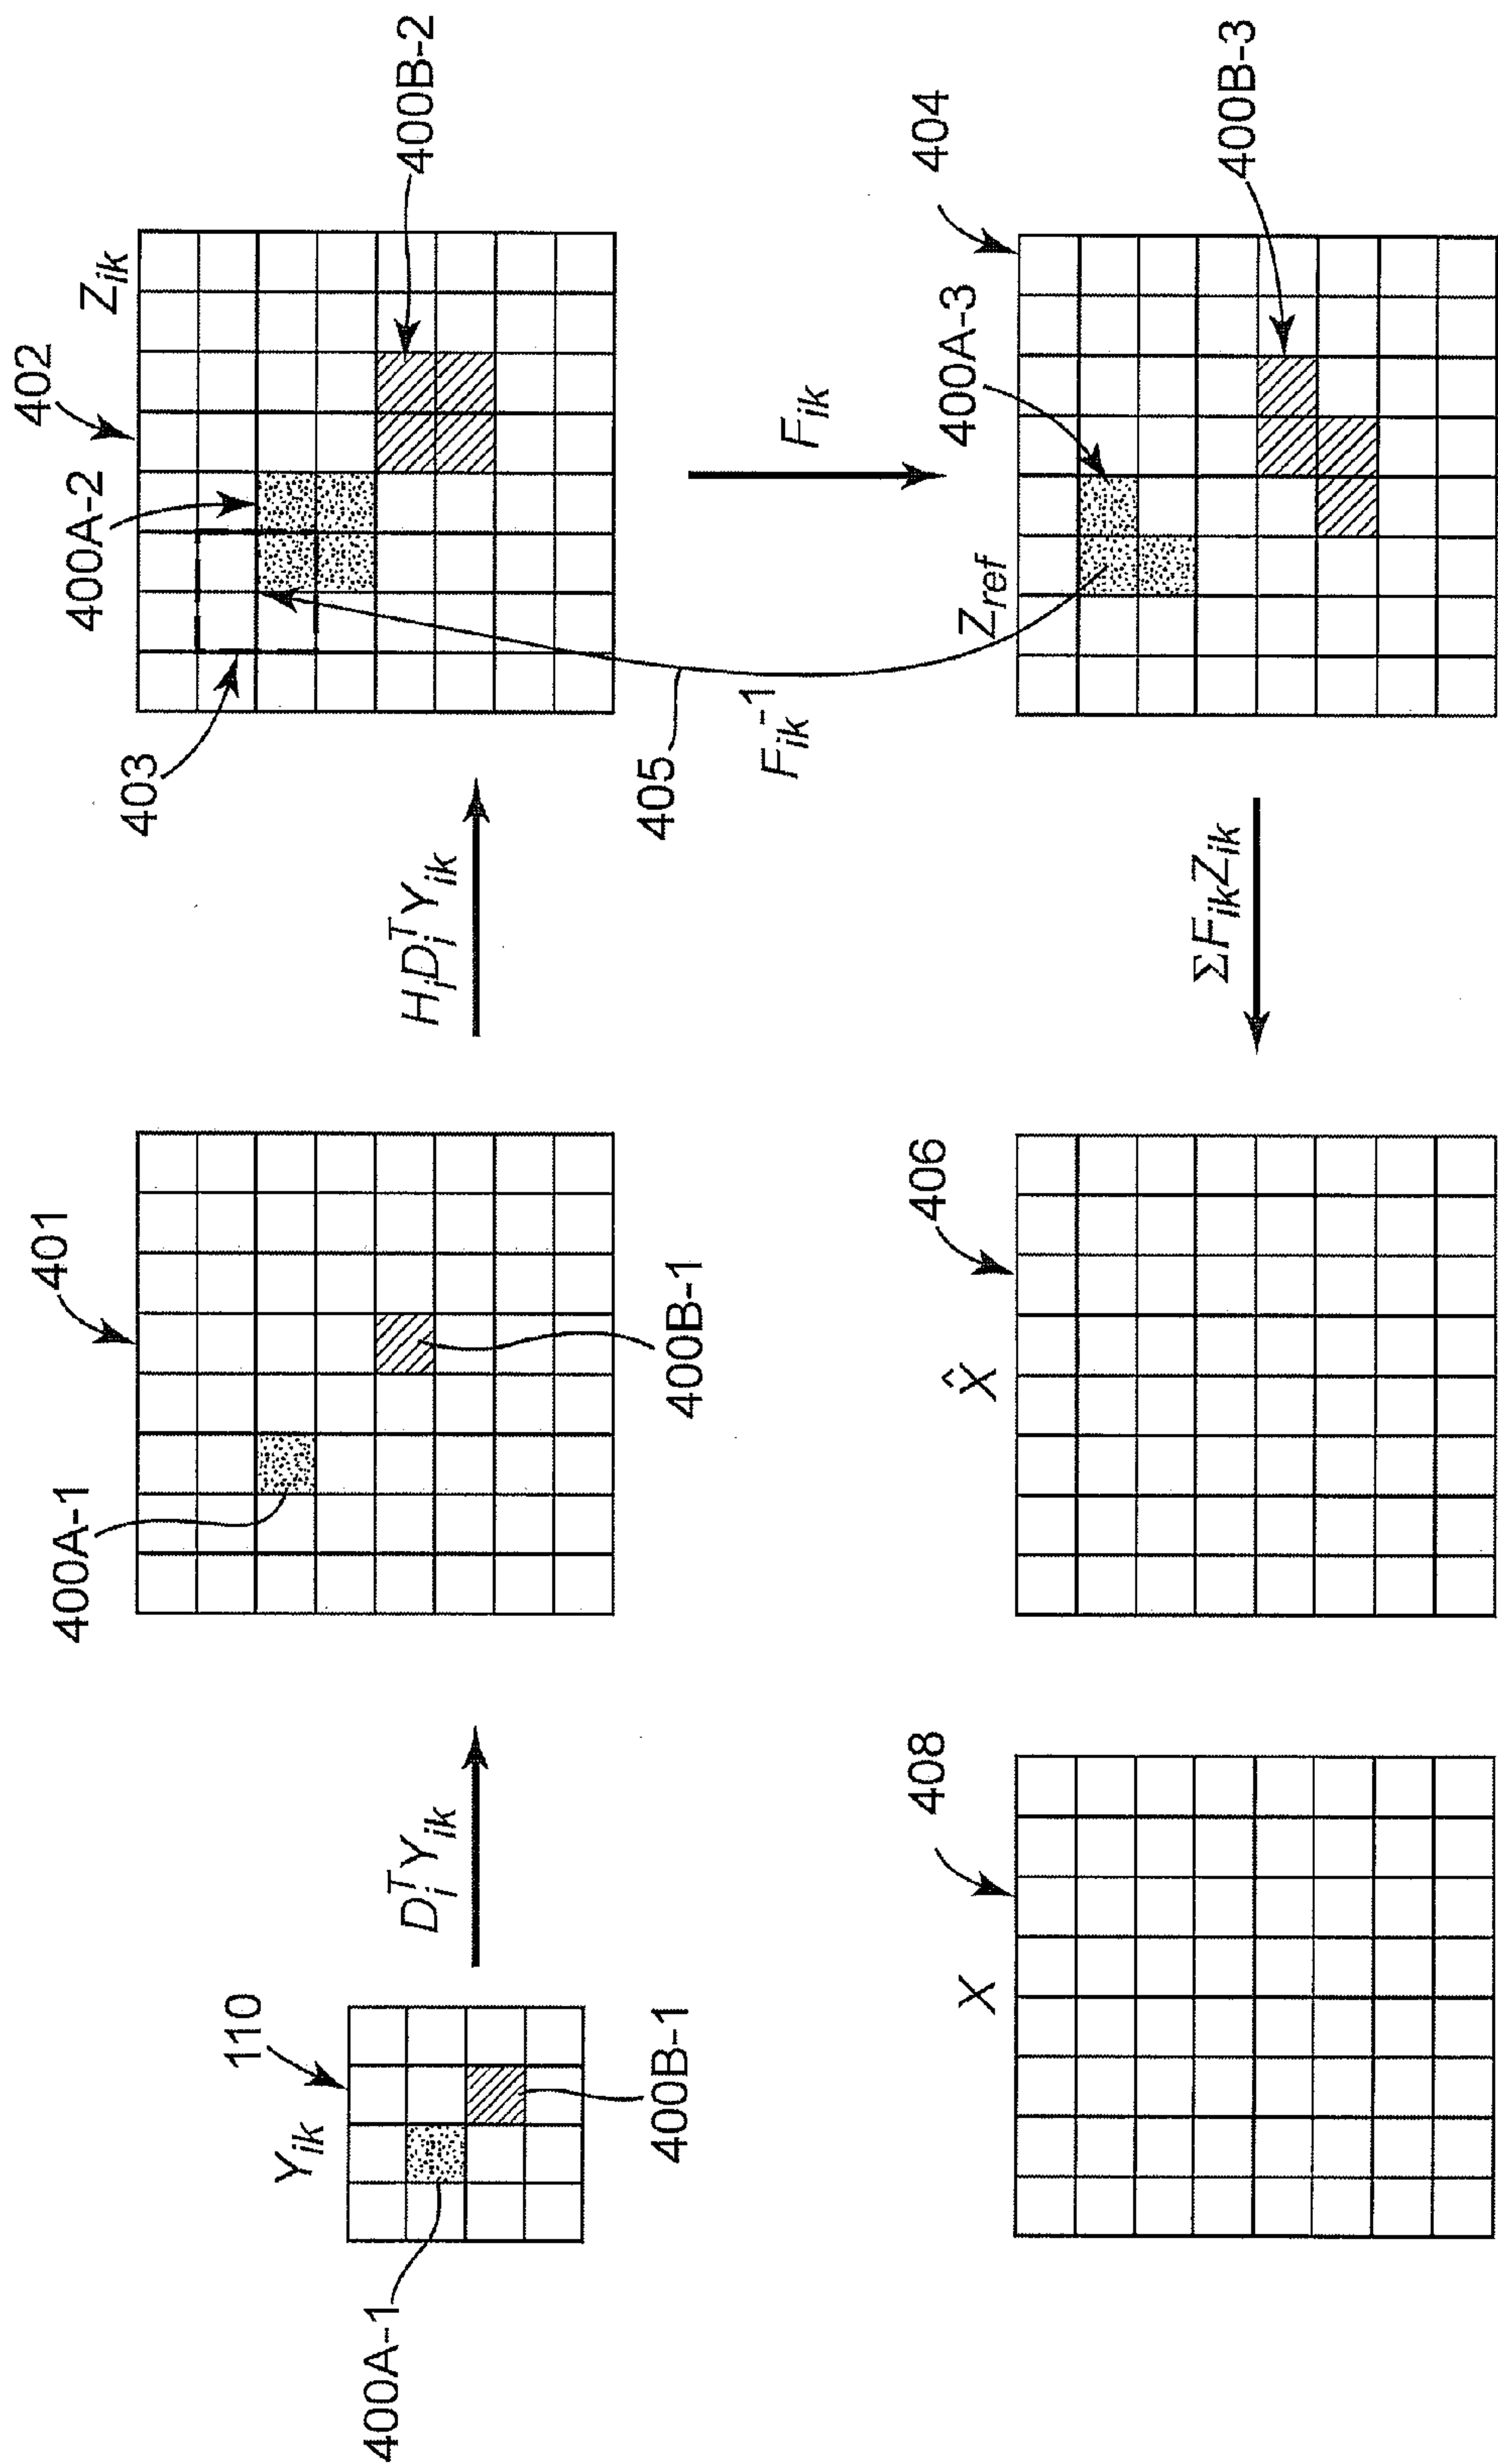 400A-1
Y_ik
110
400B-1
D_i^T Y_ik
400A-1
401
400B-1
H_i D_i^T Y_ik
403
400A-2
402
Z_ik
400B-2
405
F_ik^-1
F_ik
Z_ref
400A-3
404
400B-3
ΣF_ik Z_ik
X̂
406
X
408